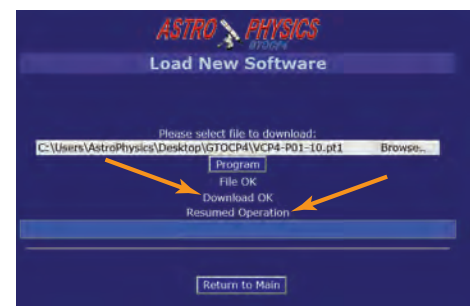 ASTRO PHYSICS
GTOCP4
Load New Software
Please select file to download:
C:\Users\AstroPhysics\Desktop\GTOCP4\VCP4-P01-10.pt1 Browse..
Program
File OK
Download OK
Resumed Operation
Return to Main